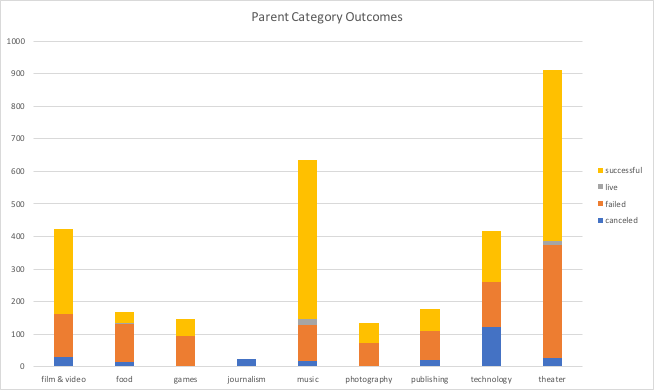 Parent Category Outcomes
1000
900
800
700
600
500
400
300
200
100
0
film & video food games journalism music photography publishing technology theater
successful
live
failed
canceled